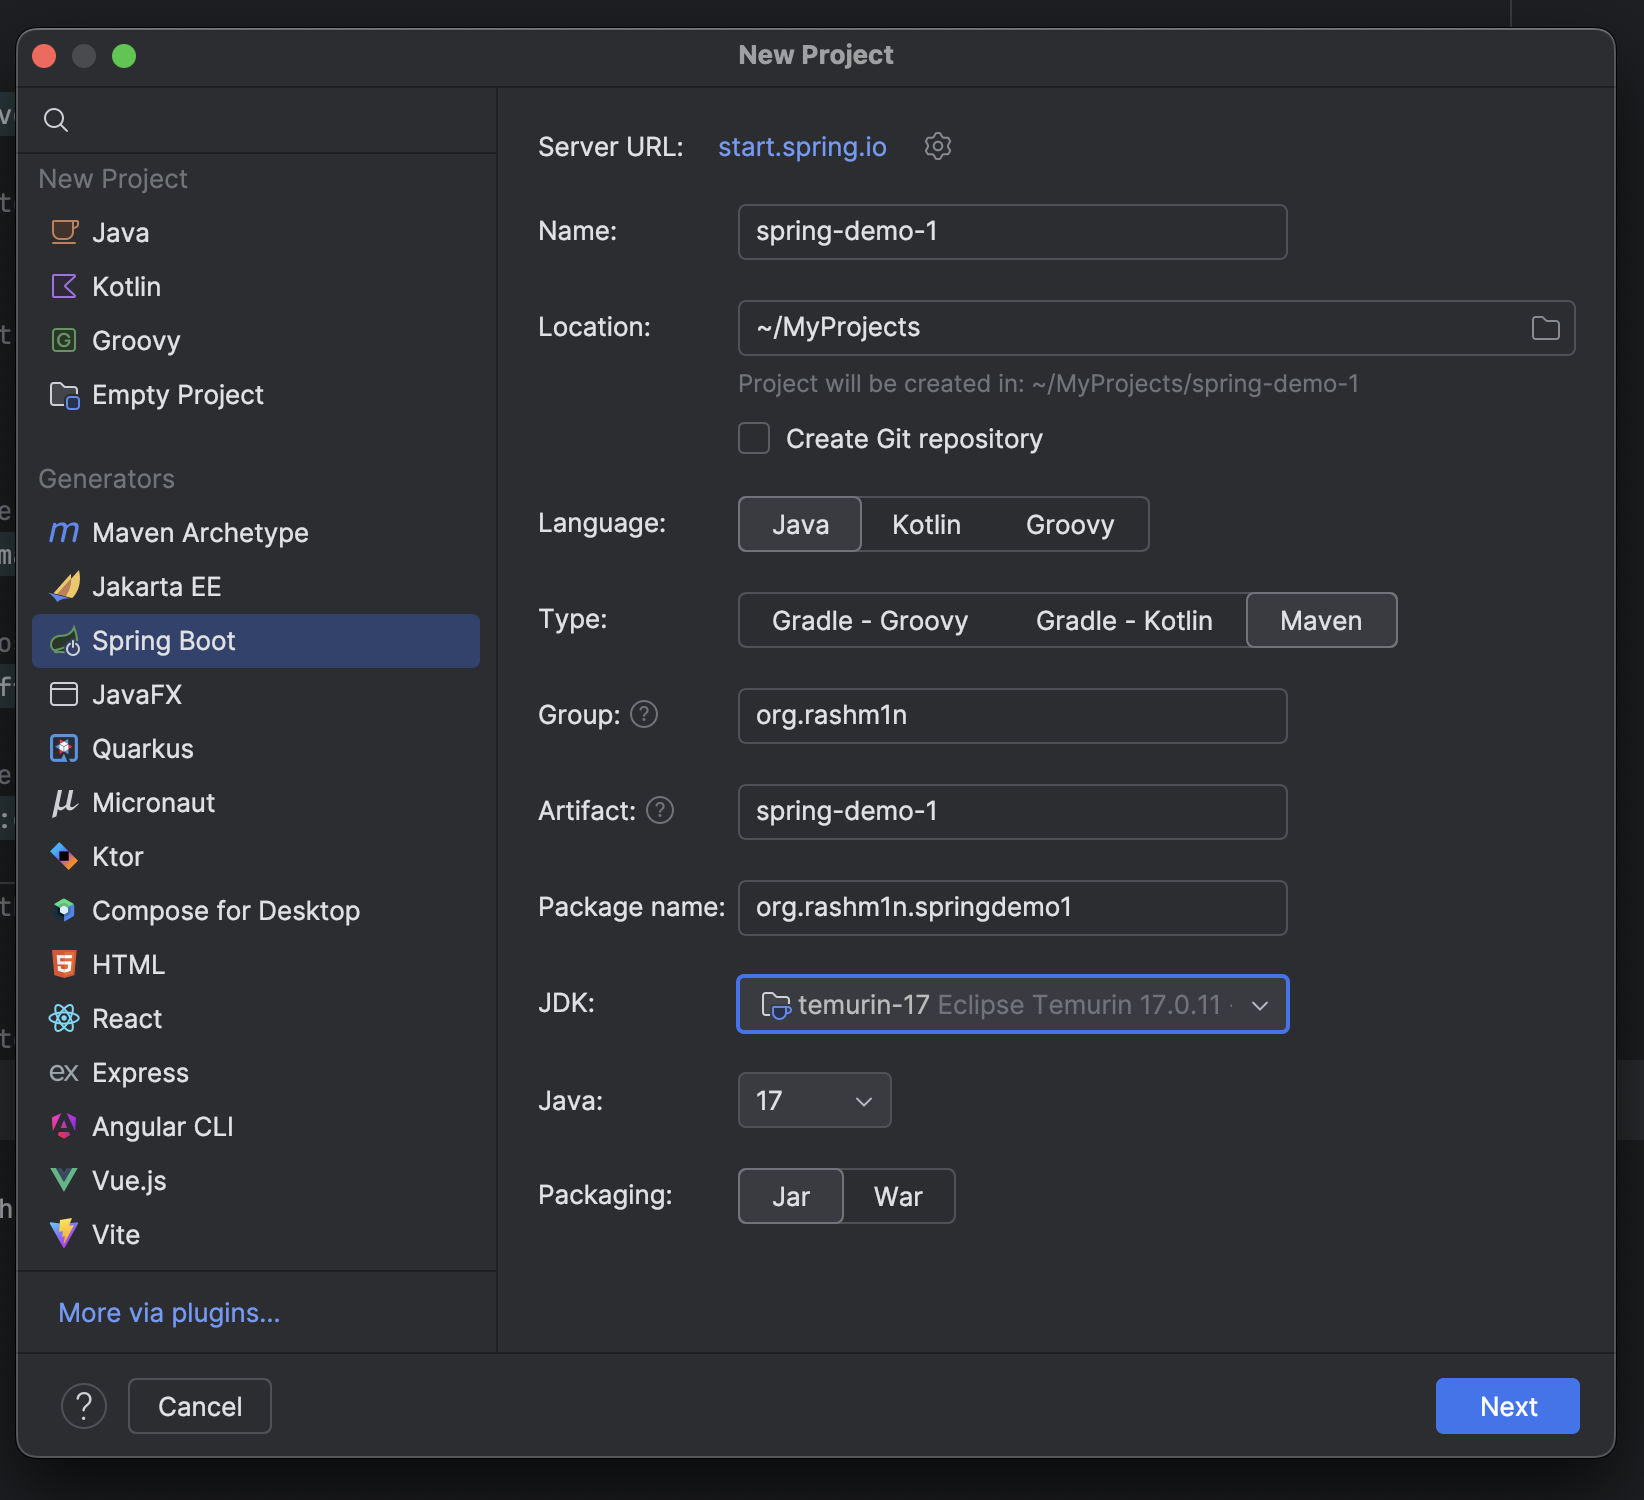 New Project
New Project
Java
Kotlin
Groovy
Empty Project
Generators
Maven Archetype
Jakarta EE
Spring Boot
JavaFX
Quarkus
Micronaut
Ktor
Compose for Desktop
HTML
React
Express
Angular CLI
Vue.js
Vite
More via plugins...
Server URL: start.spring.io
Name: spring-demo-1
Location: ~/MyProjects
Project will be created in: ~/MyProjects/spring-demo-1
Create Git repository
Language: Java Kotlin Groovy
Type: Gradle - Groovy Gradle - Kotlin Maven
Group: ? org.rashm1n
Artifact: ? spring-demo-1
Package name: org.rashm1n.springdemo1
JDK: temurin-17 Eclipse Temurin 17.0.11
Java: 17
Packaging: Jar War
? Cancel Next